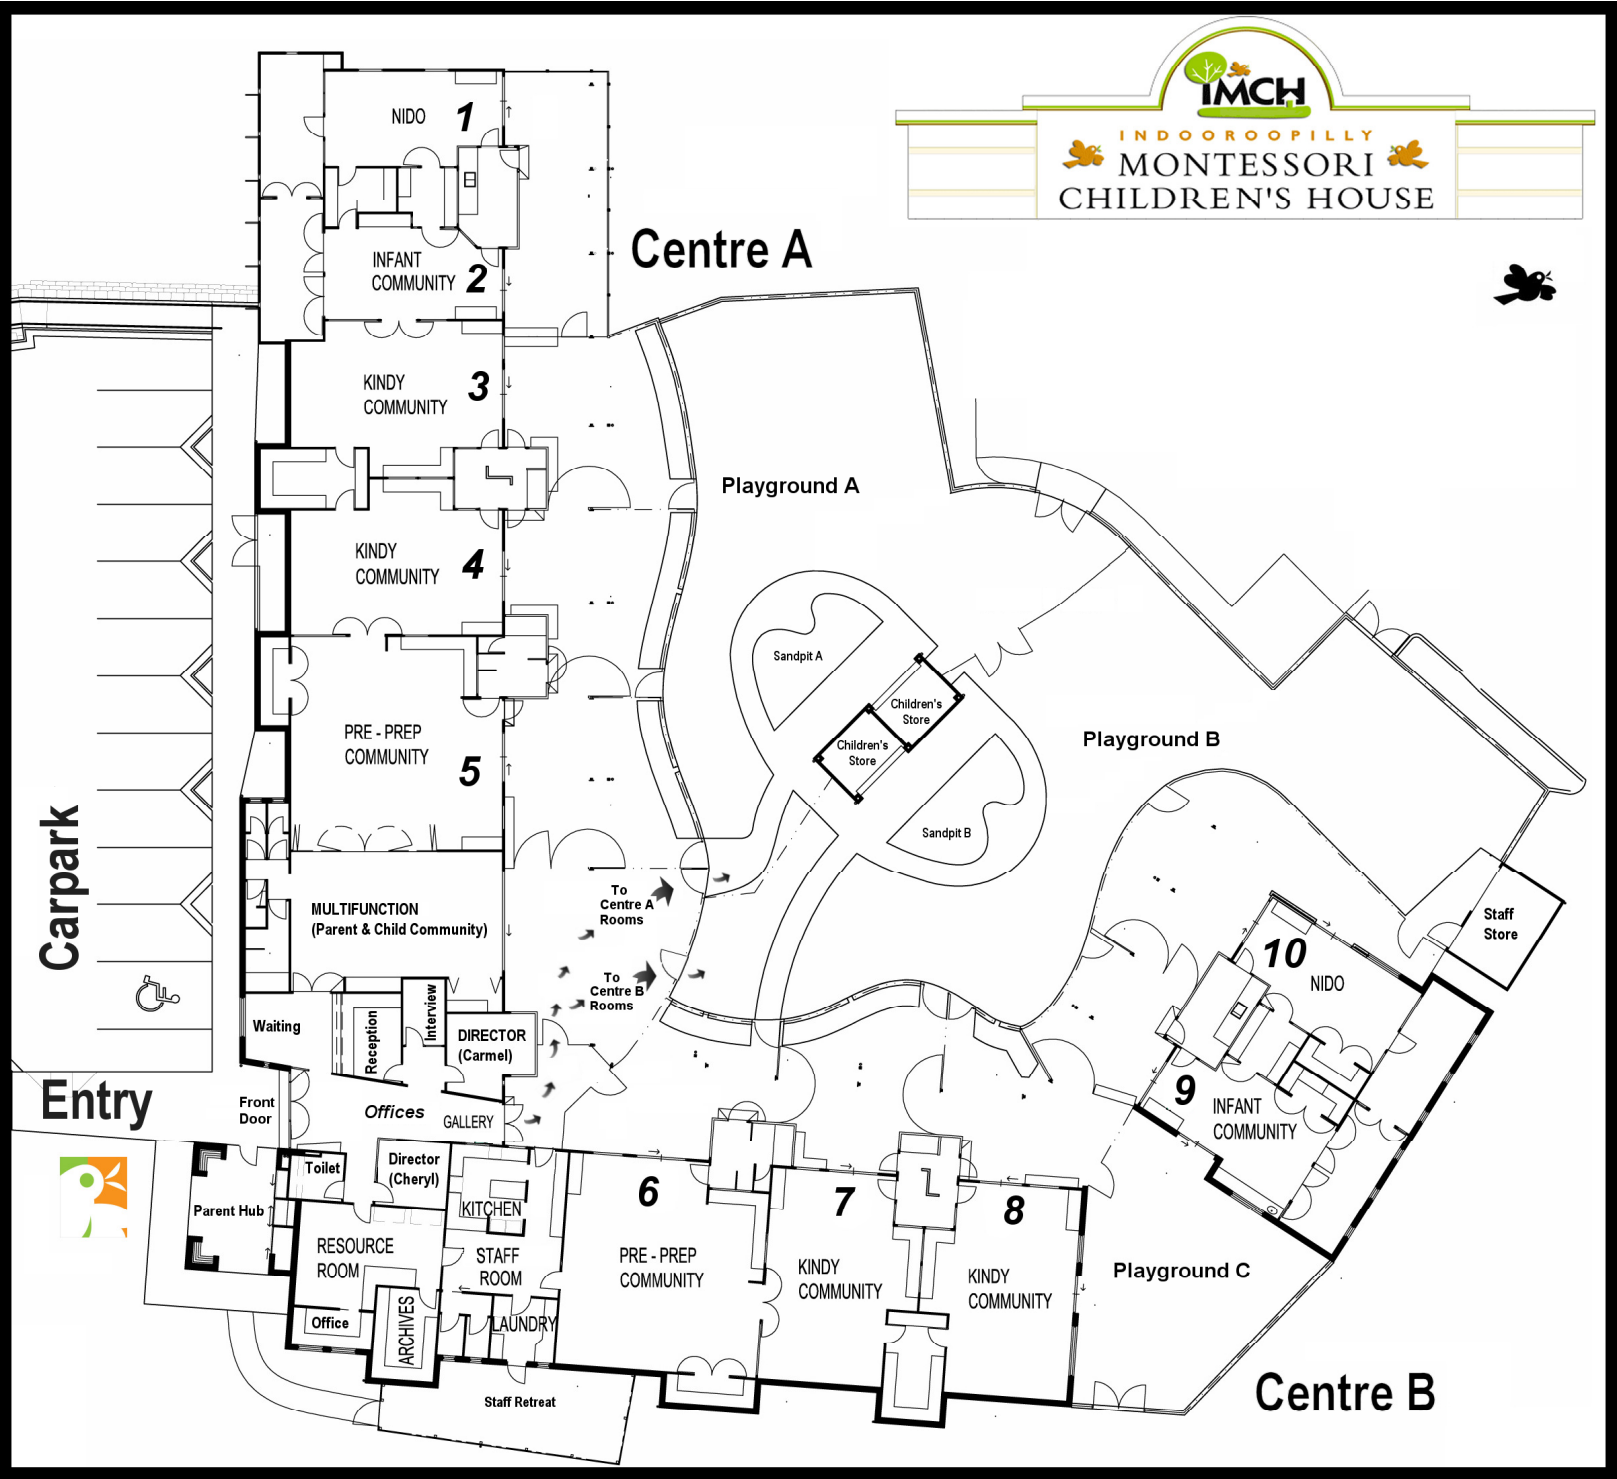 IMCH
INDOOROOPILLY
MONTESSORI
CHILDREN'S HOUSE
NIDO
1
Centre A
INFANT
COMMUNITY
2
KINDY
COMMUNITY
3
Playground A
KINDY
COMMUNITY
4
Sandpit A
Children's
Store
Children's
Store
Playground B
PRE - PREP
COMMUNITY
5
Sandpit B
Carpark
MULTIFUNCTION
(Parent & Child Community)
To
Centre A
Rooms
To
Centre B
Rooms
Staff
Store
10
NIDO
Waiting
Reception
Interview
DIRECTOR
(Carmel)
Entry
Front
Door
Offices
GALLERY
9
INFANT
COMMUNITY
Toilet
Director
(Cheryl)
Parent Hub
KITCHEN
6
7
8
RESOURCE
ROOM
STAFF
ROOM
PRE - PREP
COMMUNITY
KINDY
COMMUNITY
KINDY
COMMUNITY
Playground C
Office
ARCHIVES
LAUNDRY
Staff Retreat
Centre B